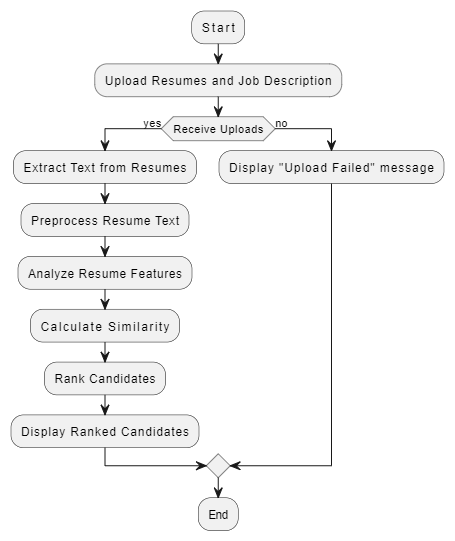 Start
Upload Resumes and Job Description
yes
Receive Uploads
no
Extract Text from Resumes
Display "Upload Failed" message
Preprocess Resume Text
Analyze Resume Features
Calculate Similarity
Rank Candidates
Display Ranked Candidates
End